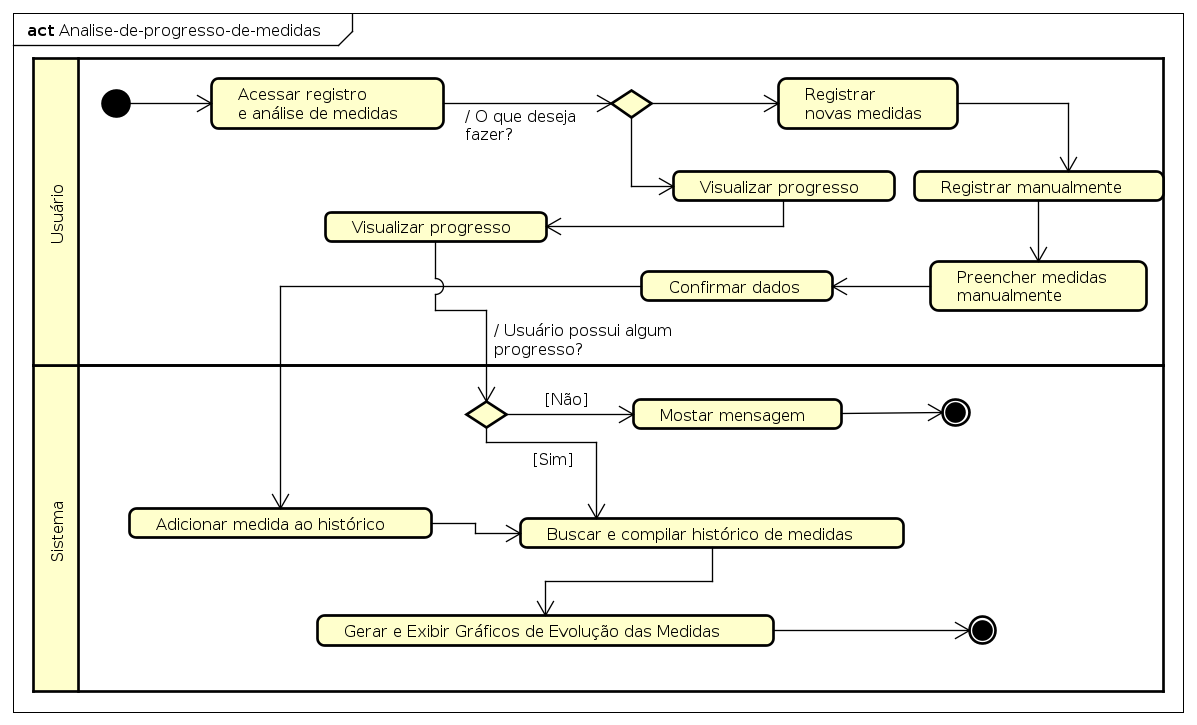 act Analise-de-progresso-de-medidas
Usuário
Acessar registro
e análise de medidas
/ O que deseja
fazer?
Registrar
novas medidas
Visualizar progresso
Registrar manualmente
Visualizar progresso
Preencher medidas
manualmente
Confirmar dados
/ Usuário possui algum
progresso?
Sistema
[Não]
Mostar mensagem
[Sim]
Adicionar medida ao histórico
Buscar e compilar histórico de medidas
Gerar e Exibir Gráficos de Evolução das Medidas